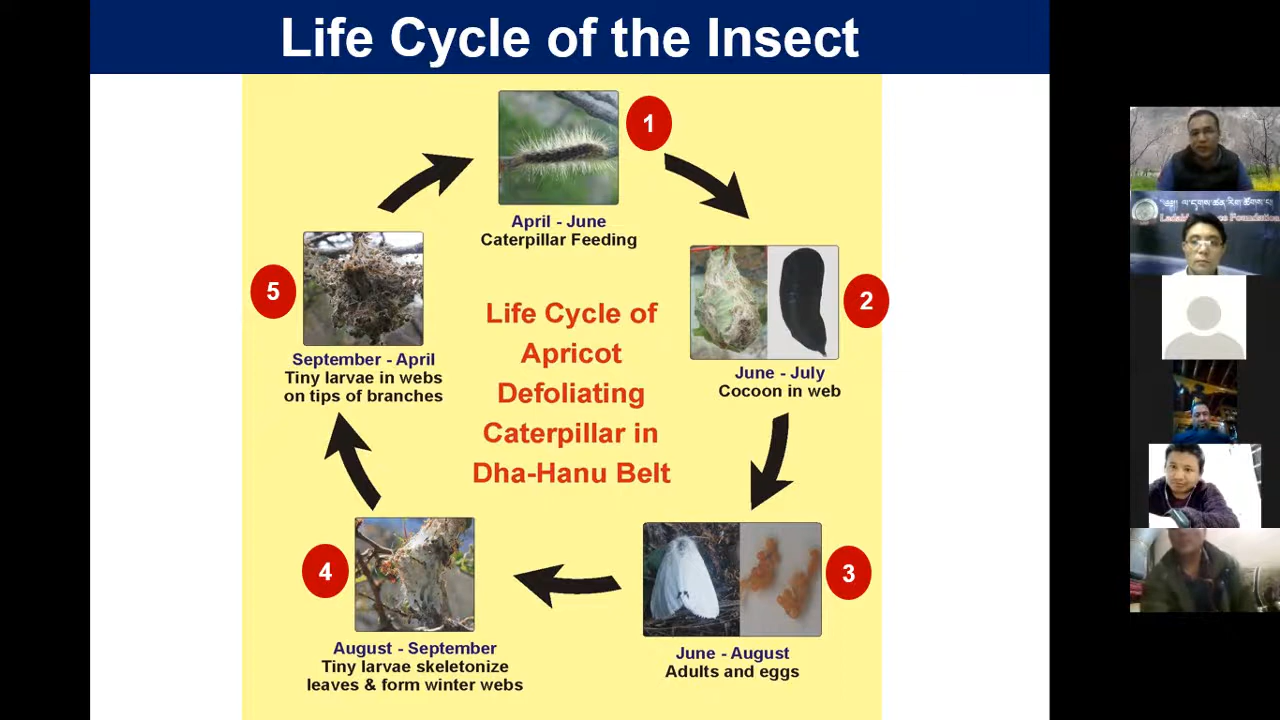 Life Cycle of the Insect
1
April - June
Caterpillar Feeding
2
June - July
Cocoon in web
3
June - August
Adults and eggs
4
August - September
Tiny larvae skeletonize
leaves & form winter webs
5
September - April
Tiny larvae in webs
on tips of branches
Life Cycle of
Apricot
Defoliating
Caterpillar in
Dha-Hanu Belt
Foundation